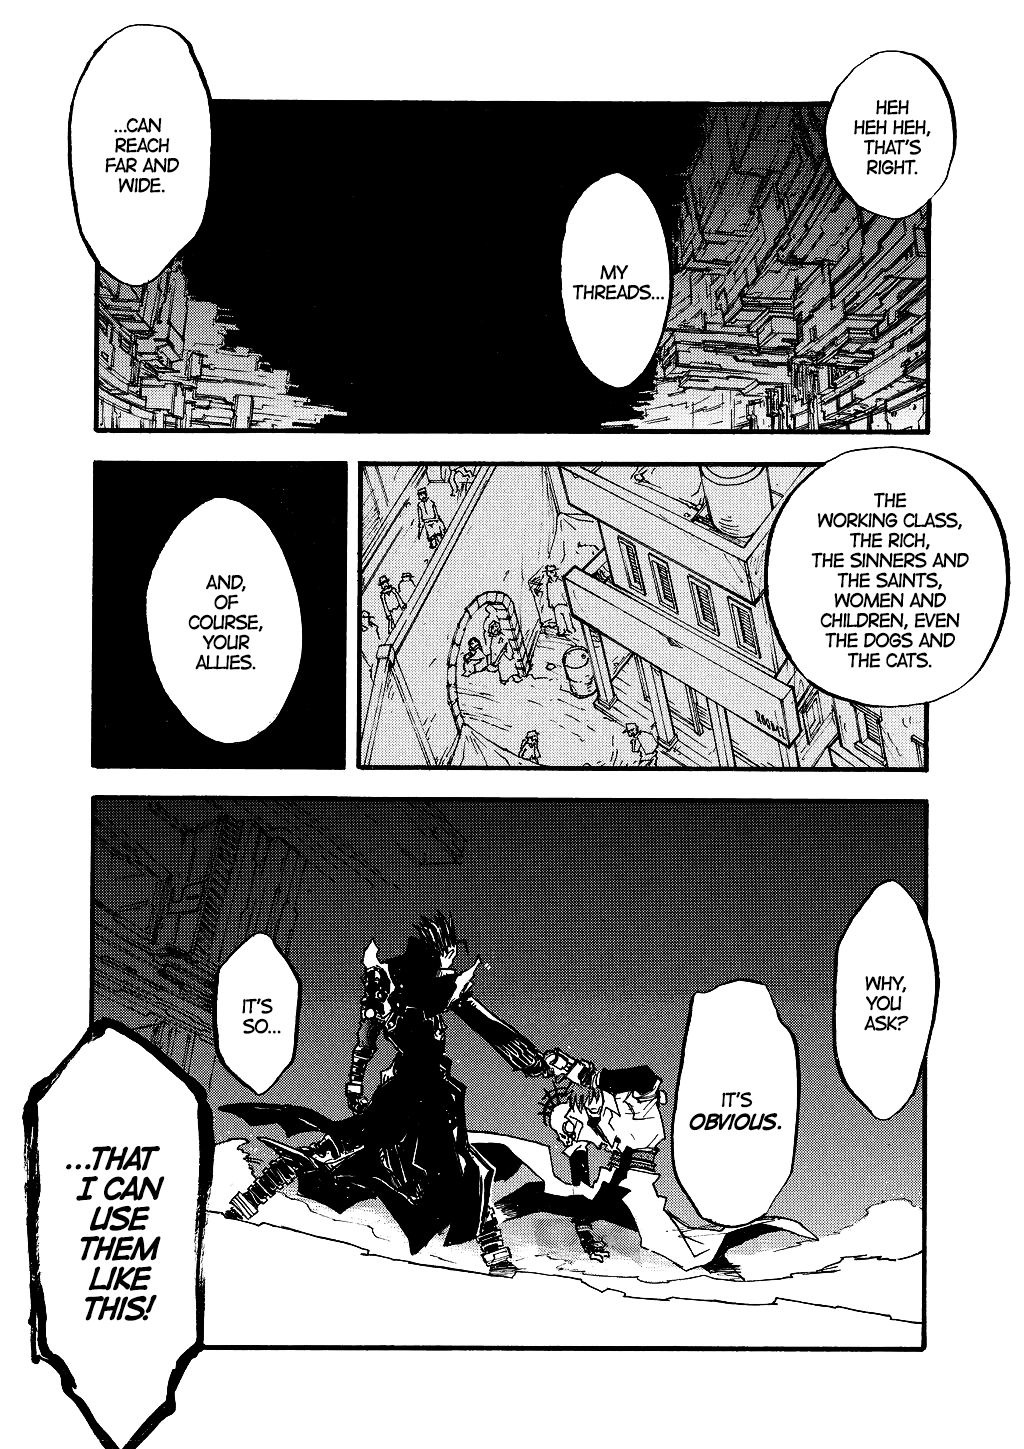 HEH
HEH HEH,
THAT'S
RIGHT.
MY
THREADS...
...CAN
REACH
FAR AND
WIDE.
THE
WORKING CLASS,
THE RICH,
THE SINNERS AND
THE SAINTS,
WOMEN AND
CHILDREN, EVEN
THE DOGS AND
THE CATS.
AND,
OF
COURSE,
YOUR
ALLIES.
WHY,
YOU
ASK?
IT'S
OBVIOUS.
IT'S
SO...
...THAT
I CAN
USE
THEM
LIKE
THIS!